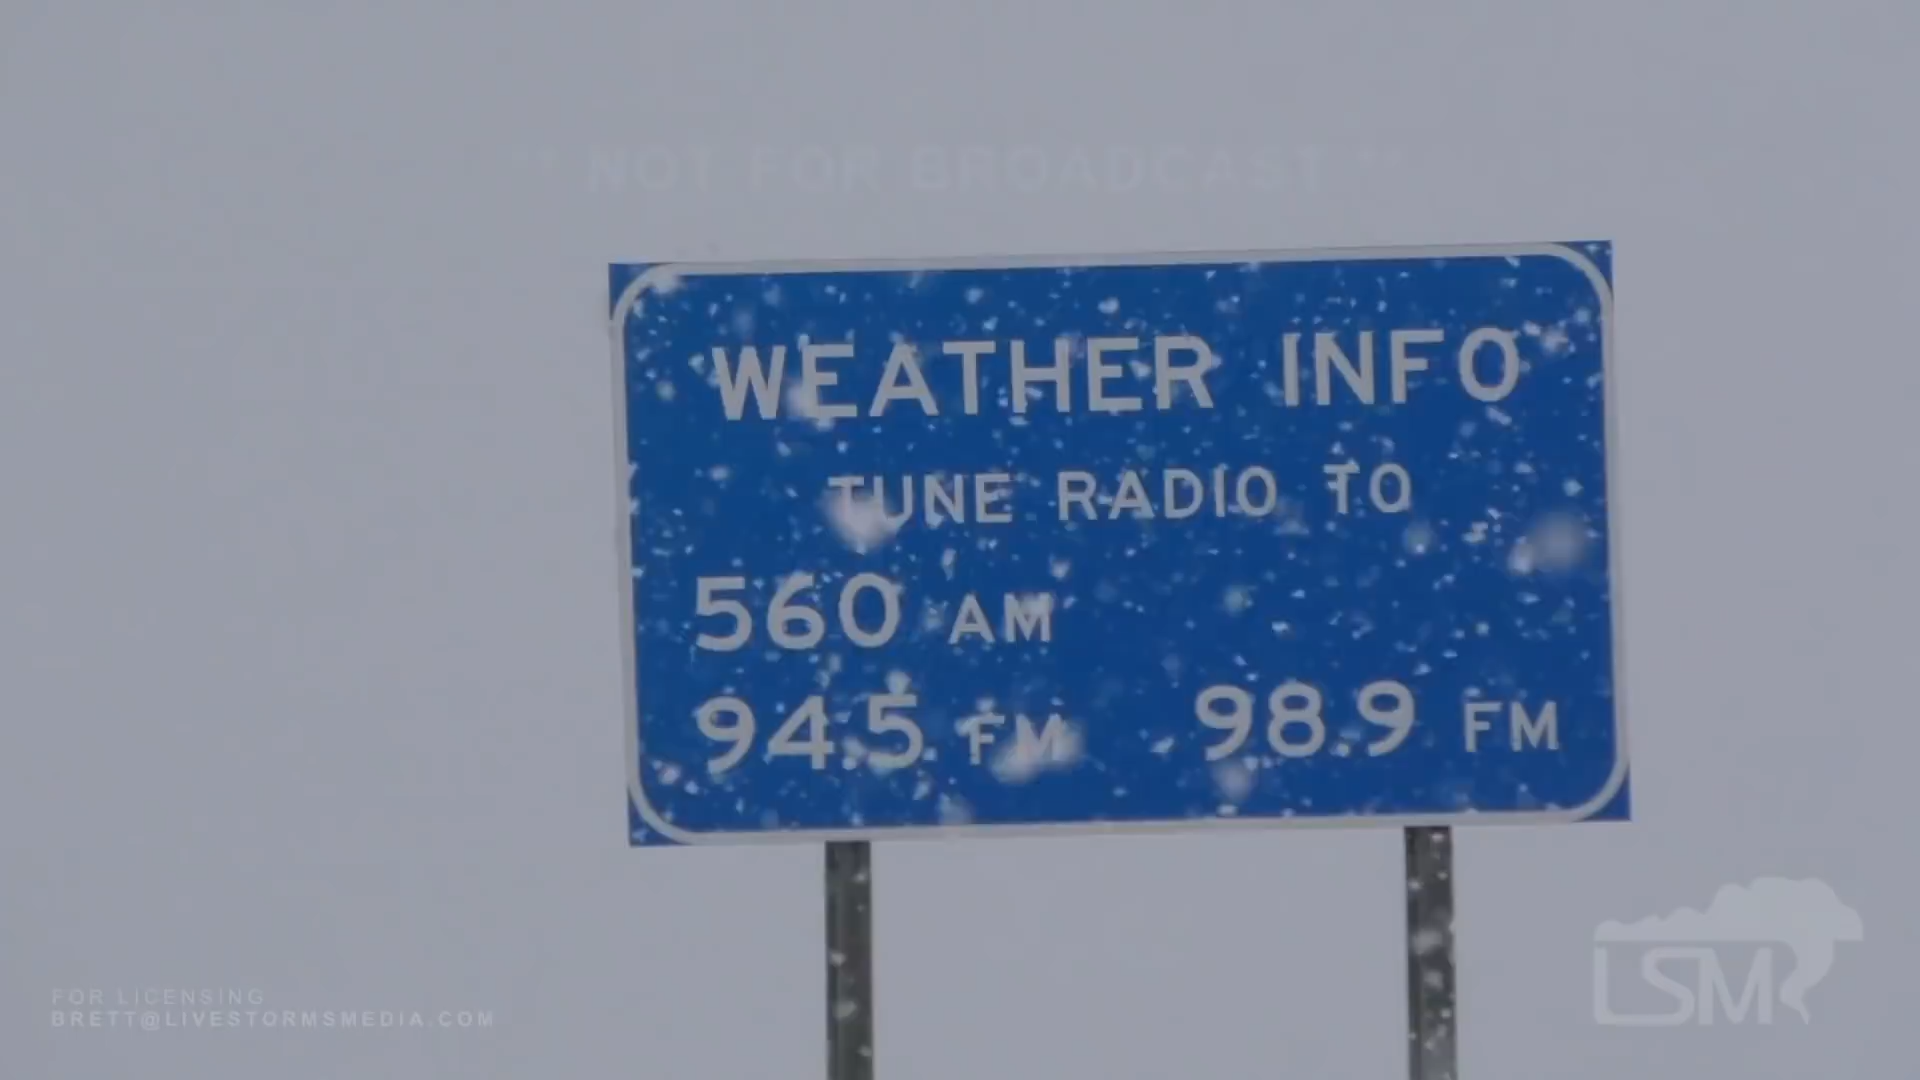 " NOT FOR BROADCAST "
WEATHER INFO
TUNE RADIO TO
560 AM
94.5 FM 98.9 FM
LSM
FOR LICENSING
BRETT@LIVESTORMSMEDIA.COM